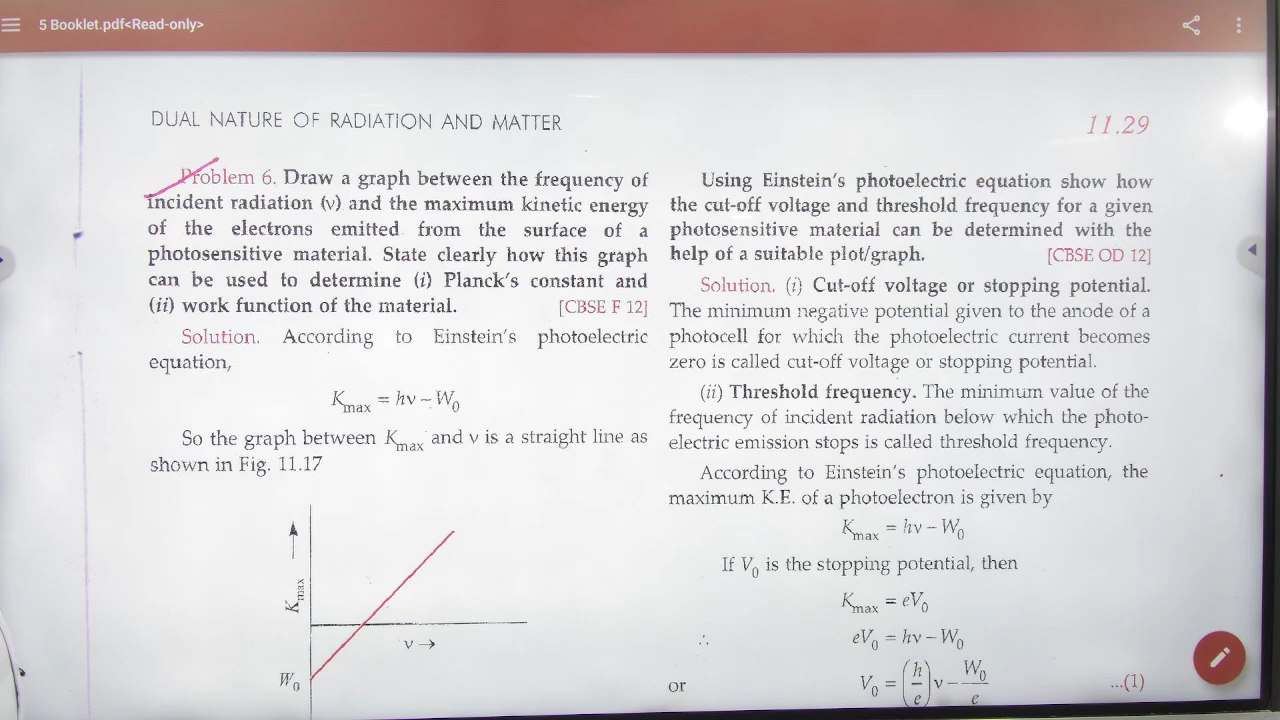 5 Booklet.pdf<Read-only>
DUAL NATURE OF RADIATION AND MATTER
11.29
Problem 6. Draw a graph between the frequency of
incident radiation (ν) and the maximum kinetic energy
of the electrons emitted from the surface of a
photosensitive material. State clearly how this graph
can be used to determine (i) Planck's constant and
(ii) work function of the material. [CBSE F 12]
Solution. According to Einstein's photoelectric
equation,
K_max = hν – W₀
So the graph between K_max and ν is a straight line as
shown in Fig. 11.17
K_max
ν →
W₀
Using Einstein's photoelectric equation show how
the cut-off voltage and threshold frequency for a given
photosensitive material can be determined with the
help of a suitable plot/graph. [CBSE OD 12]
Solution. (i) Cut-off voltage or stopping potential.
The minimum negative potential given to the anode of a
photocell for which the photoelectric current becomes
zero is called cut-off voltage or stopping potential.
(ii) Threshold frequency. The minimum value of the
frequency of incident radiation below which the photo-
electric emission stops is called threshold frequency.
According to Einstein's photoelectric equation, the
maximum K.E. of a photoelectron is given by
K_max = hν – W₀
If V₀ is the stopping potential, then
K_max = eV₀
∴ eV₀ = hν – W₀
or V₀ = (h/e) ν – W₀/e ...(1)